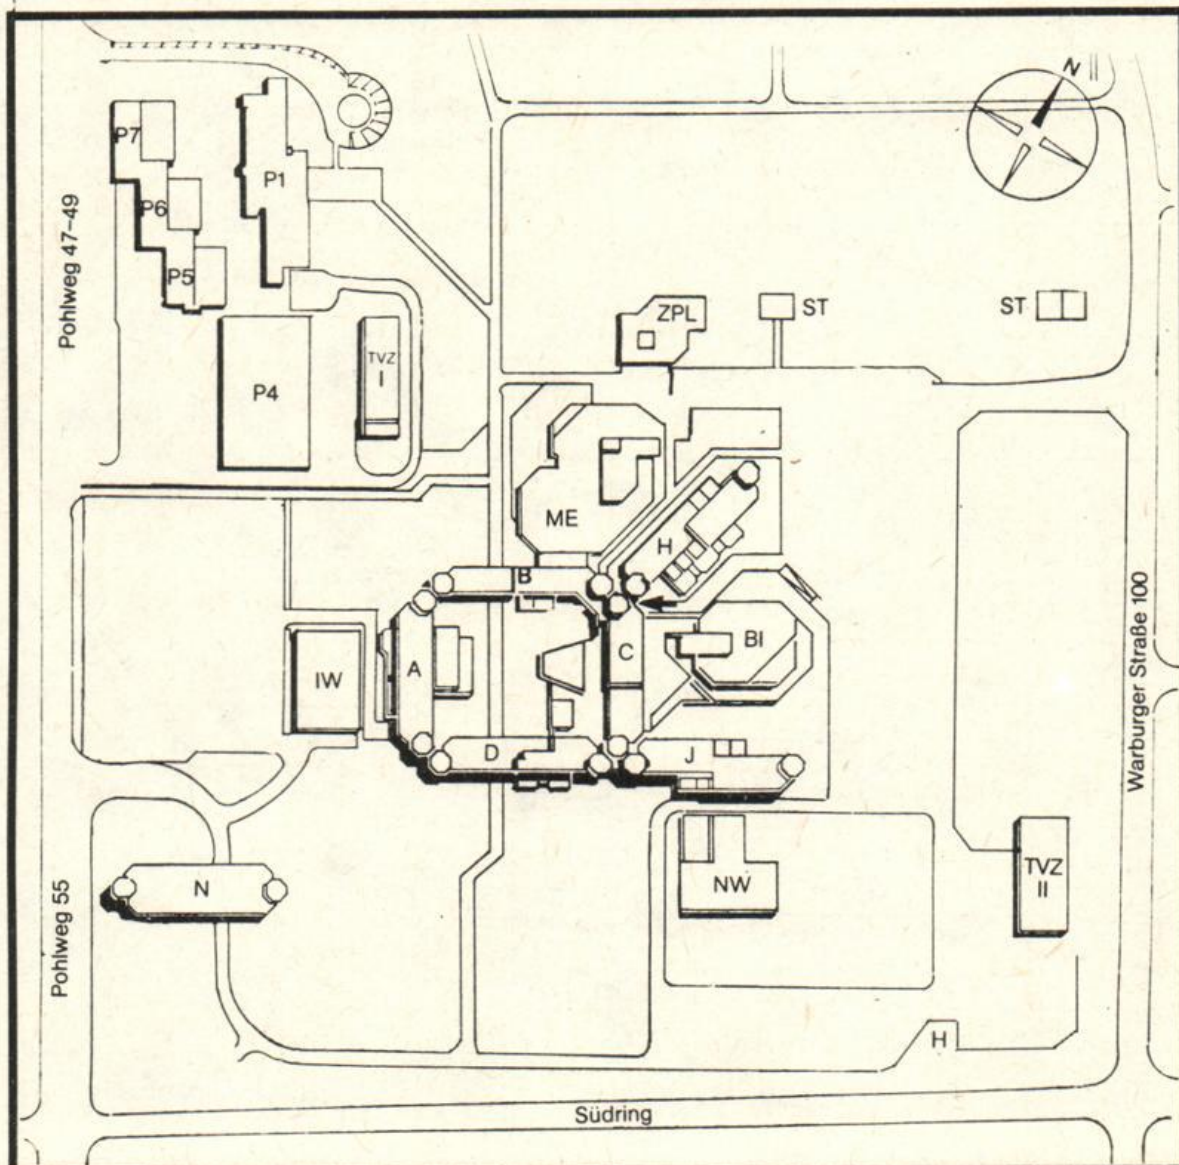 N
P7
P1
P6
P5
Pohlweg 47–49
ZPL
ST
ST
TVZ
I
P4
ME
H
B
A
C
BI
IW
D
J
Warburger Straße 100
N
NW
TVZ
II
Pohlweg 55
H
Südring